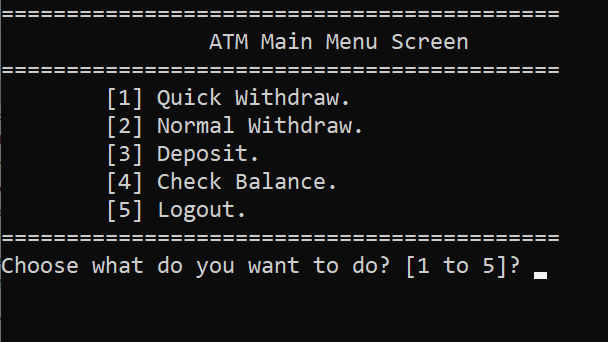 ===========================================
ATM Main Menu Screen
===========================================
[1] Quick Withdraw.
[2] Normal Withdraw.
[3] Deposit.
[4] Check Balance.
[5] Logout.
===========================================
Choose what do you want to do? [1 to 5]?